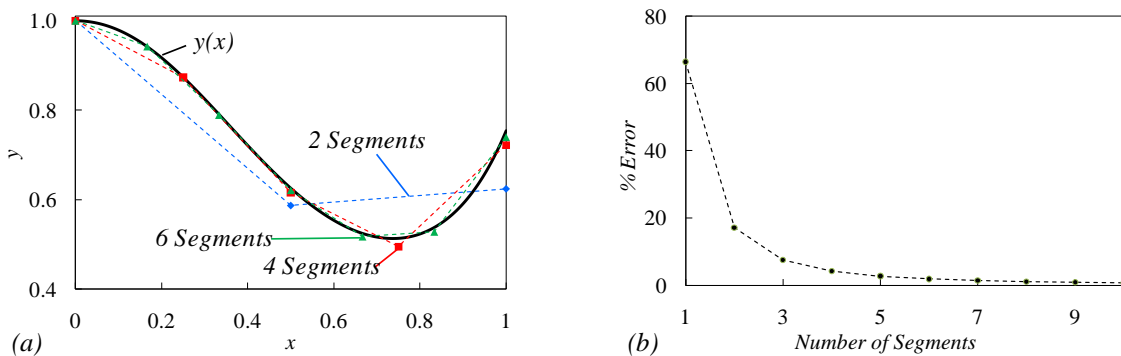 1.0
0.8
0.6
0.4
y
y(x)
2 Segments
6 Segments
4 Segments
0
0.2
0.4
0.6
0.8
1
x
(a)
80
60
40
20
0
% Error
1
3
5
7
9
Number of Segments
(b)